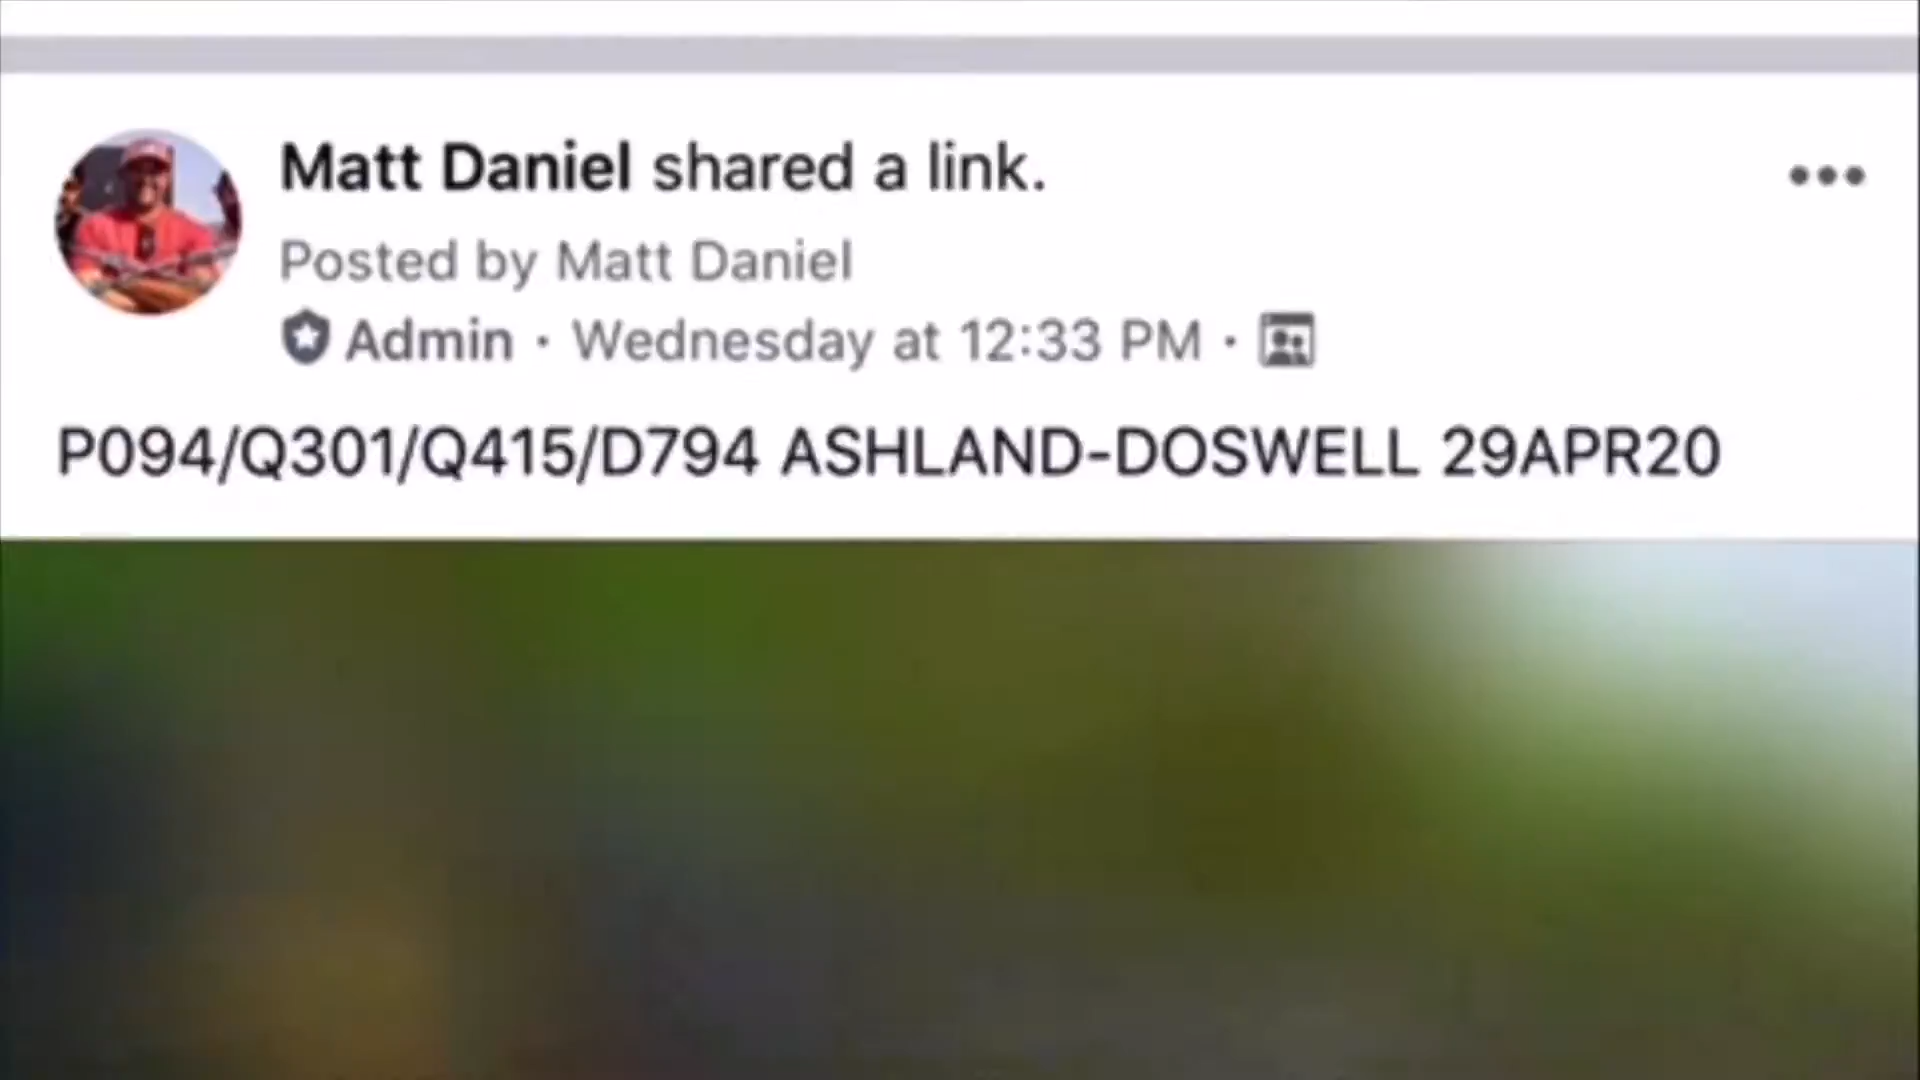 Matt Daniel shared a link.
Posted by Matt Daniel
Admin · Wednesday at 12:33 PM ·
P094/Q301/Q415/D794 ASHLAND-DOSWELL 29APR20